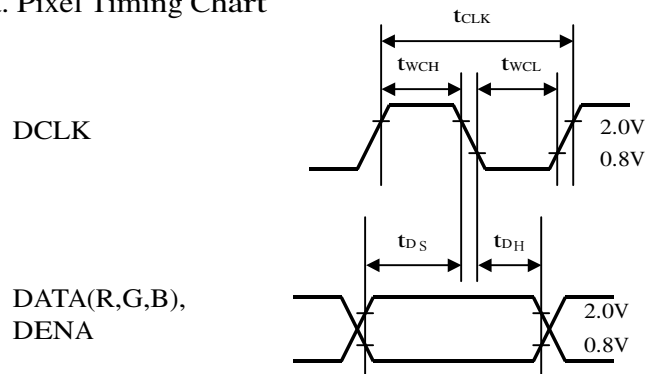 . Pixel Timing Chart
tCLK
tWCH
tWCL
DCLK
2.0V
0.8V
tDS
tDH
DATA(R,G,B),
DENA
2.0V
0.8V